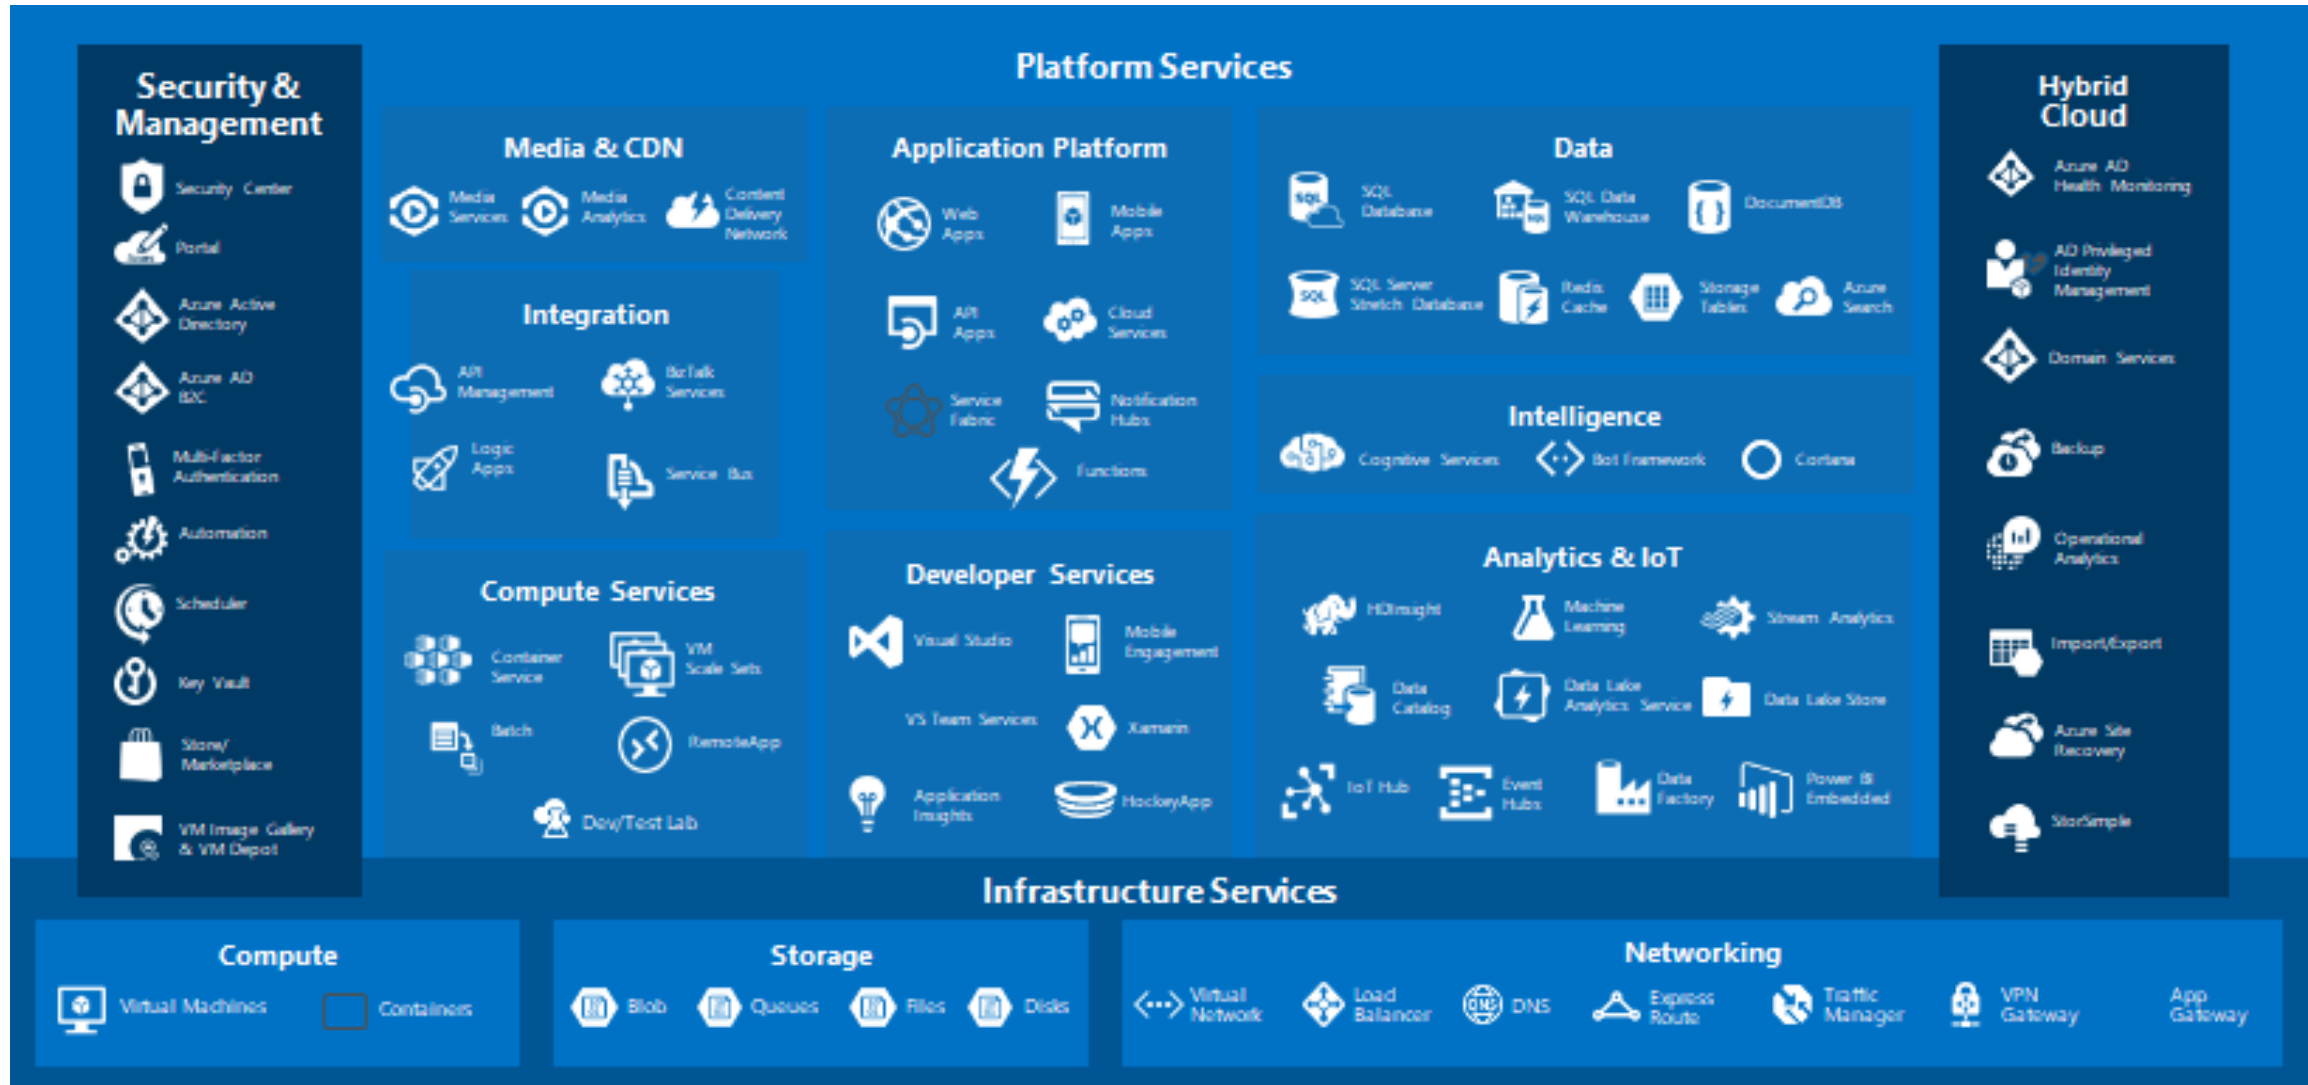 Platform Services
Security &
Management
Security Center
Portal
Azure Active
Directory
Azure AD
B2C
Multi-Factor
Authentication
Automation
Scheduler
Key Vault
Store/
Marketplace
VM Image Gallery
& VM Depot
Media & CDN
Media
Services
Media
Analytics
Content
Delivery
Network
Integration
API
Management
BizTalk
Services
Logic
Apps
Service Bus
Compute Services
Container
Service
VM
Scale Sets
Batch
RemoteApp
Dev/Test Lab
Application Platform
Web
Apps
Mobile
Apps
API
Apps
Cloud
Services
Service
Fabric
Notification
Hubs
Functions
Developer Services
Visual Studio
Mobile
Engagement
VS Team Services
Xamarin
Application
Insights
HockeyApp
Data
SQL
SQL
Database
SQL
SQL Data
Warehouse
DocumentDB
SQL
SQL Server
Stretch Database
Redis
Cache
Storage
Tables
Azure
Search
Intelligence
Cognitive Services
Bot Framework
Cortana
Analytics & IoT
HDInsight
Machine
Learning
Stream Analytics
Data
Catalog
Data Lake
Analytics Service
Data Lake Store
IoT Hub
Event
Hubs
Data
Factory
Power BI
Embedded
Hybrid
Cloud
Azure AD
Health Monitoring
AD Privileged
Identity
Management
Domain Services
Backup
Operational
Analytics
Import/Export
Azure Site
Recovery
StorSimple
Infrastructure Services
Compute
Virtual Machines
Containers
Storage
Blob
Queues
Files
Disks
Networking
Virtual
Network
Load
Balancer
DNS
DNS
Express
Route
Traffic
Manager
VPN
Gateway
App
Gateway